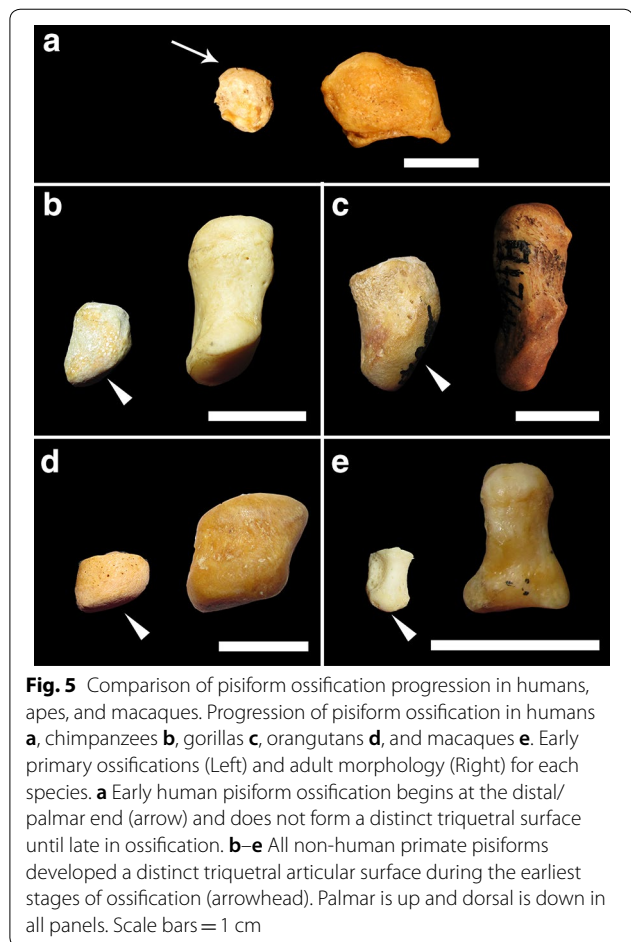 a
b
c
d
e
Fig. 5 Comparison of pisiform ossification progression in humans,
apes, and macaques. Progression of pisiform ossification in humans
a, chimpanzees b, gorillas c, orangutans d, and macaques e. Early
primary ossifications (Left) and adult morphology (Right) for each
species. a Early human pisiform ossification begins at the distal/
palmar end (arrow) and does not form a distinct triquetral surface
until late in ossification. b–e All non-human primate pisiforms
developed a distinct triquetral articular surface during the earliest
stages of ossification (arrowhead). Palmar is up and dorsal is down in
all panels. Scale bars = 1 cm